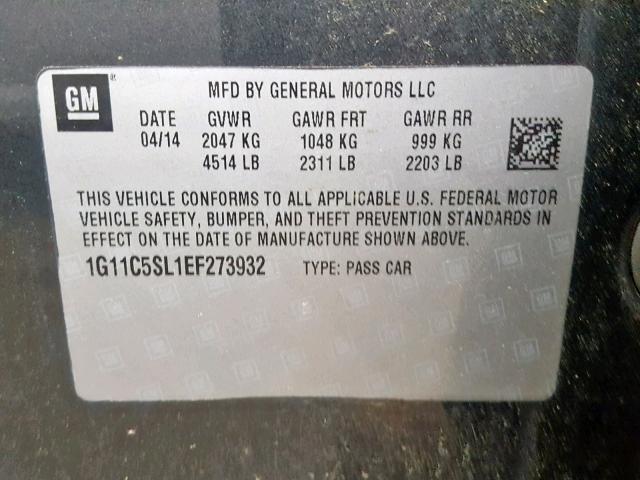 GM ®
MFD BY GENERAL MOTORS LLC
DATE GVWR GAWR FRT GAWR RR
04/14 2047 KG 1048 KG 999 KG
4514 LB 2311 LB 2203 LB
THIS VEHICLE CONFORMS TO ALL APPLICABLE U.S. FEDERAL MOTOR
VEHICLE SAFETY, BUMPER, AND THEFT PREVENTION STANDARDS IN
EFFECT ON THE DATE OF MANUFACTURE SHOWN ABOVE.
1G11C5SL1EF273932 TYPE: PASS CAR